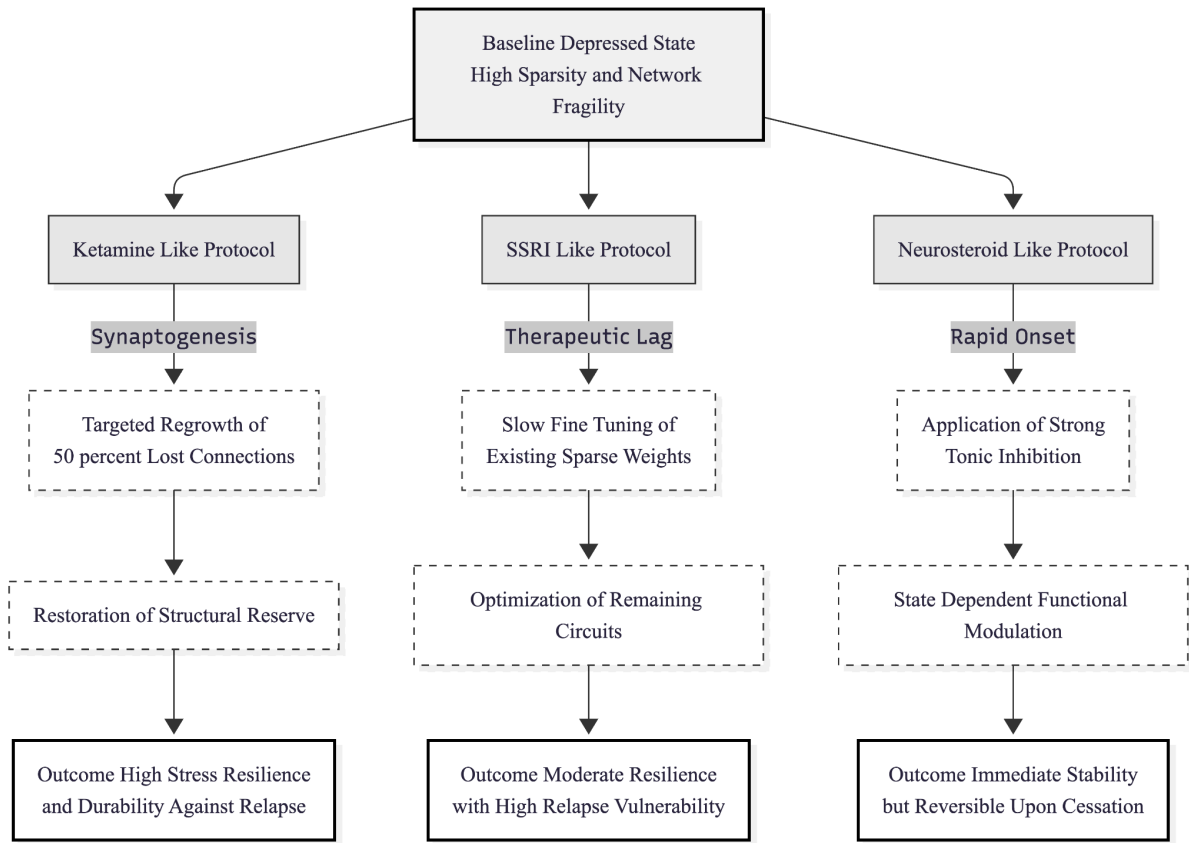 Baseline Depressed State
High Sparsity and Network
Fragility
Ketamine Like Protocol
SSRI Like Protocol
Neurosteroid Like Protocol
Synaptogenesis
Therapeutic Lag
Rapid Onset
Targeted Regrowth of
50 percent Lost Connections
Slow Fine Tuning of
Existing Sparse Weights
Application of Strong
Tonic Inhibition
Restoration of Structural Reserve
Optimization of Remaining
Circuits
State Dependent Functional
Modulation
Outcome High Stress Resilience
and Durability Against Relapse
Outcome Moderate Resilience
with High Relapse Vulnerability
Outcome Immediate Stability
but Reversible Upon Cessation